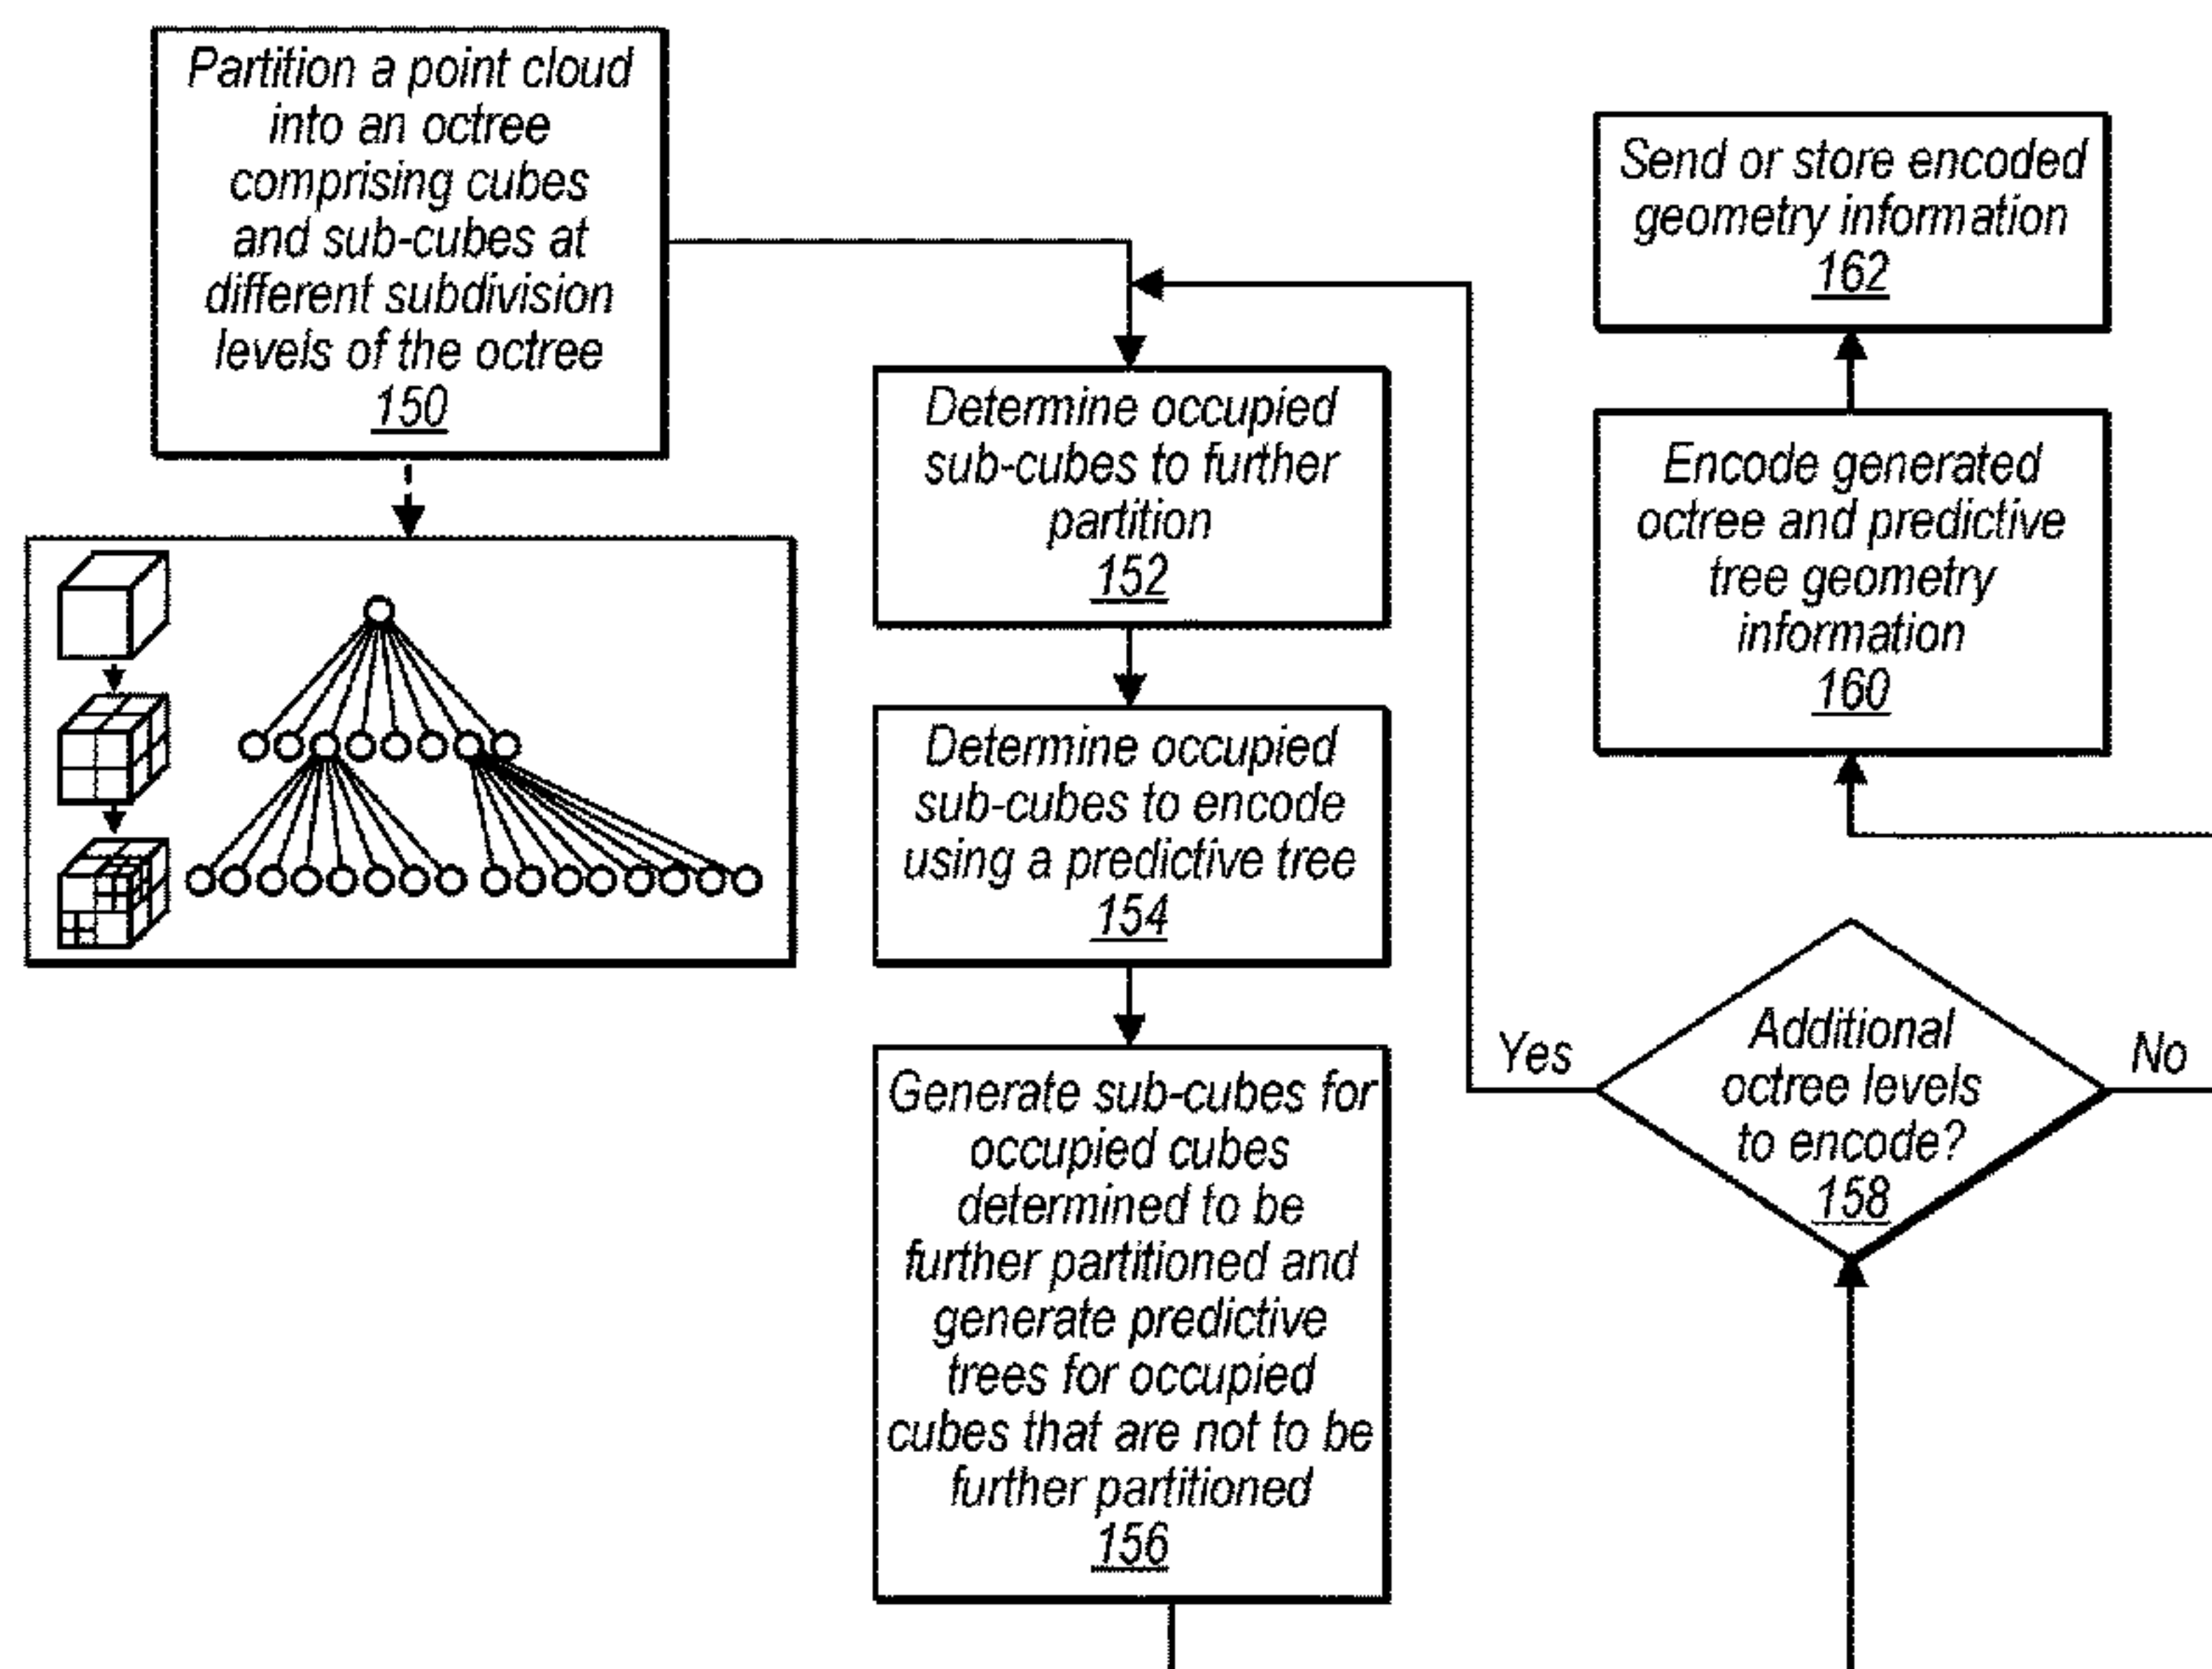 Partition a point cloud
into an octree
comprising cubes
and sub-cubes at
different subdivision
levels of the octree
150
Determine occupied
sub-cubes to further
partition
152
Determine occupied
sub-cubes to encode
using a predictive tree
154
Generate sub-cubes for
occupied cubes
determined to be
further partitioned and
generate predictive
trees for occupied
cubes that are not to be
further partitioned
156
Additional
octree levels
to encode?
158
Yes
No
Encode generated
octree and predictive
tree geometry
information
160
Send or store encoded
geometry information
162